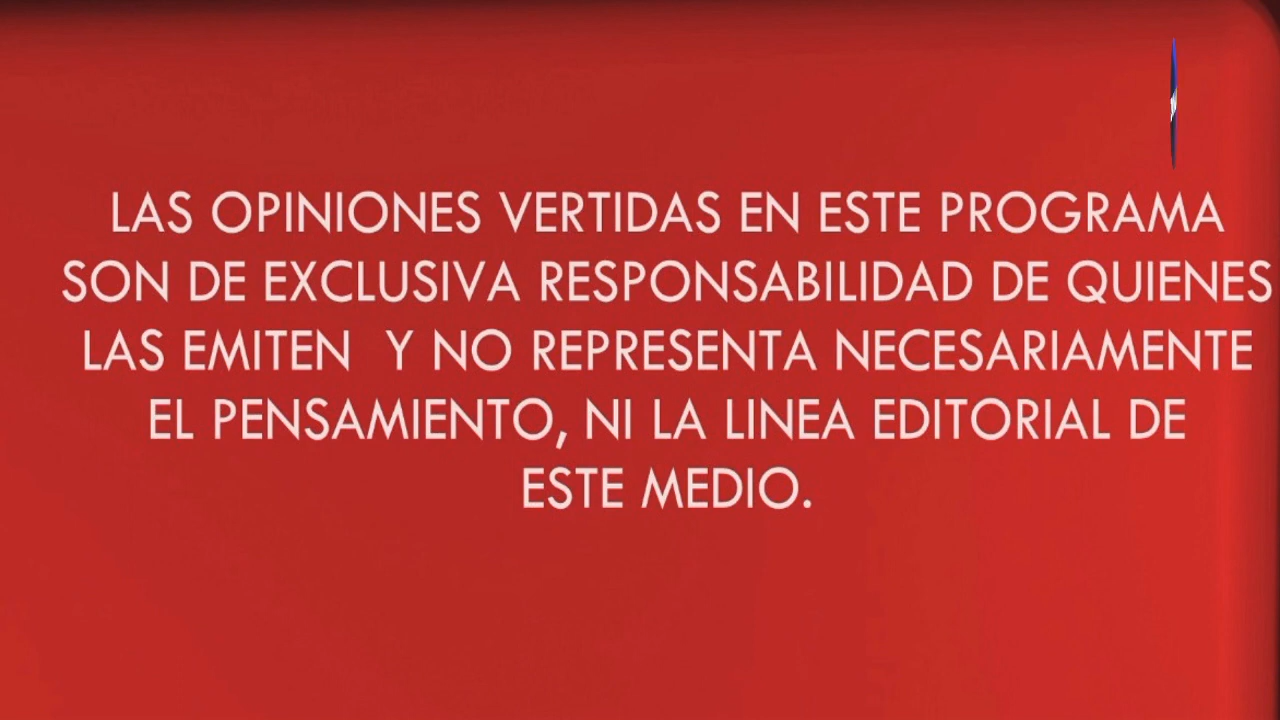 LAS OPINIONES VERTIDAS EN ESTE PROGRAMA
SON DE EXCLUSIVA RESPONSABILIDAD DE QUIENES
LAS EMITEN  Y NO REPRESENTA NECESARIAMENTE
EL PENSAMIENTO, NI LA LINEA EDITORIAL DE
ESTE MEDIO.